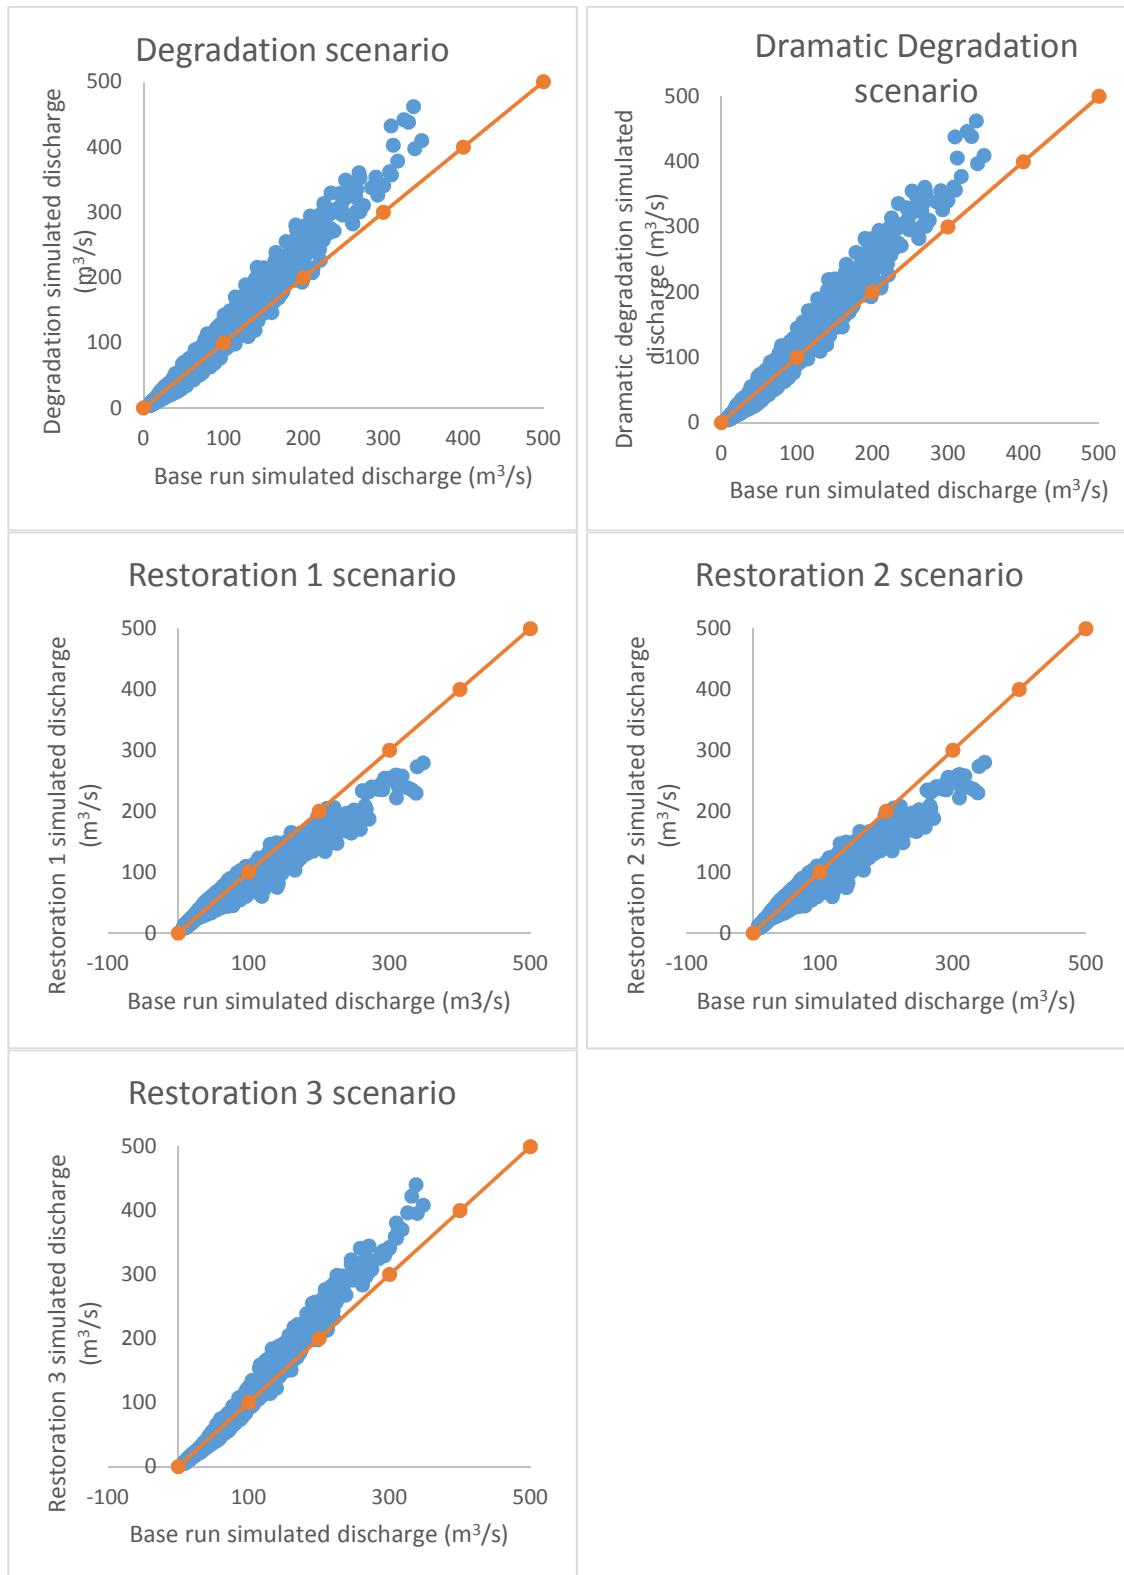 Degradation scenario
Degradation simulated discharge
(m³/s)
500
400
300
200
100
0
0 100 200 300 400 500
Base run simulated discharge (m³/s)
Dramatic Degradation
scenario
Dramatic degradation simulated
discharge (m³/s)
500
400
300
200
100
0
0 100 200 300 400 500
Base run simulated discharge (m³/s)
Restoration 1 scenario
Restoration 1 simulated discharge
(m³/s)
500
400
300
200
100
0
-100 100 300 500
Base run simulated discharge (m3/s)
Restoration 2 scenario
Restoration 2 simulated discharge
(m³/s)
500
400
300
200
100
0
-100 100 300 500
Base run simulated discharge (m³/s)
Restoration 3 scenario
Restoration 3 simulated discharge
(m³/s)
500
400
300
200
100
0
-100 100 300 500
Base run simulated discharge (m³/s)